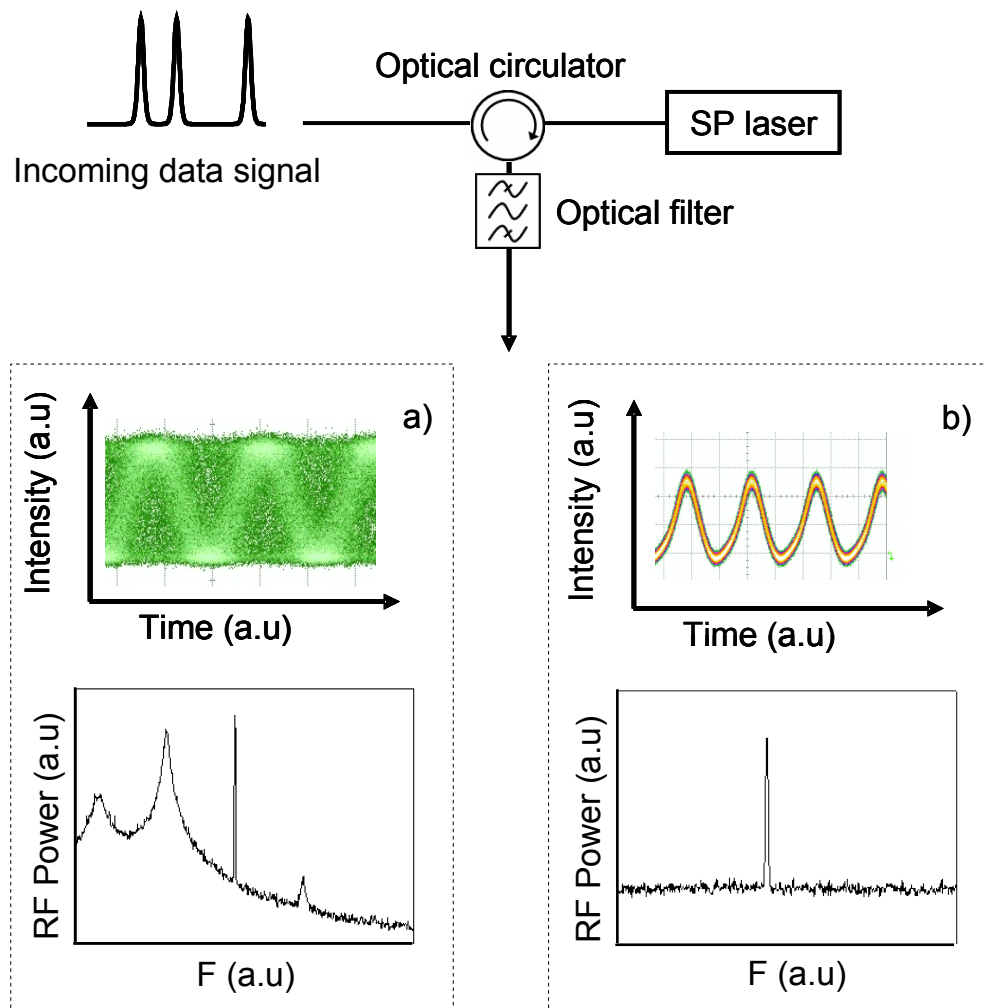 Optical circulator
SP laser
Incoming data signal
Optical filter
a)
Intensity (a.u)
Time (a.u)
RF Power (a.u)
F (a.u)
b)
Intensity (a.u)
Time (a.u)
RF Power (a.u)
F (a.u)